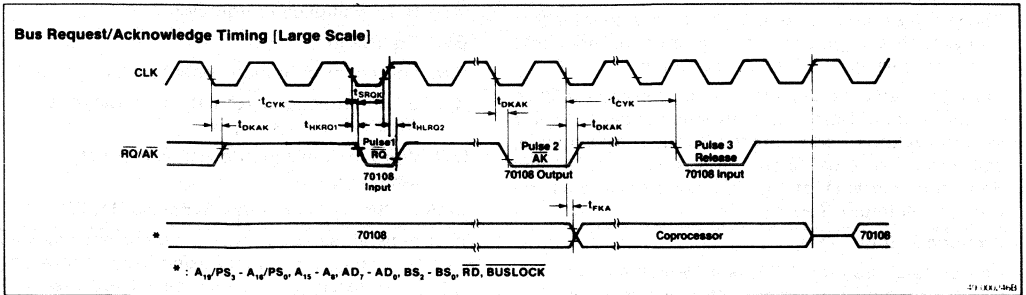 Bus Request/Acknowledge Timing [Large Scale]
CLK
tSRQK
tCYK
tDKAK
tCYK
tDKAK
tHKRQ1
tHLRQ2
tDKAK
RQ/AK
Pulse1
RQ
70108
Input
Pulse 2
AK
70108 Output
Pulse 3
Release
70108 Input
tFKA
*
70108
Coprocessor
70108
* : A19/PS3 - A16/PS0, A15 - A8, AD7 - AD0, BS2 - BS0, RD, BUSLOCK